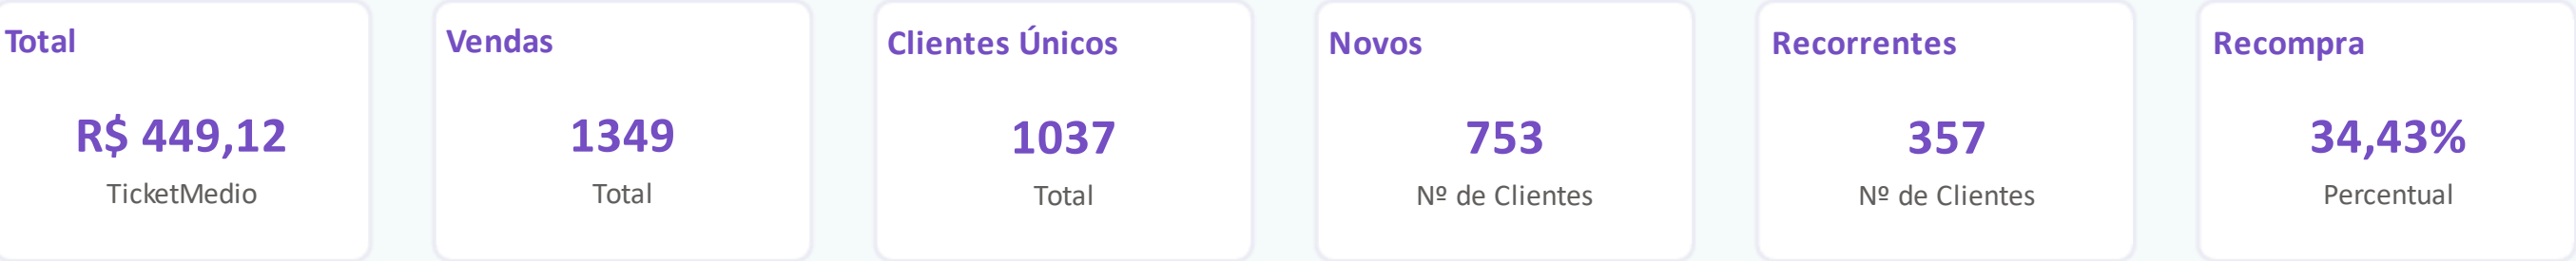 Total
R$ 449,12
TicketMedio
Vendas
1349
Total
Clientes Únicos
1037
Total
Novos
753
Nº de Clientes
Recorrentes
357
Nº de Clientes
Recompra
34,43%
Percentual